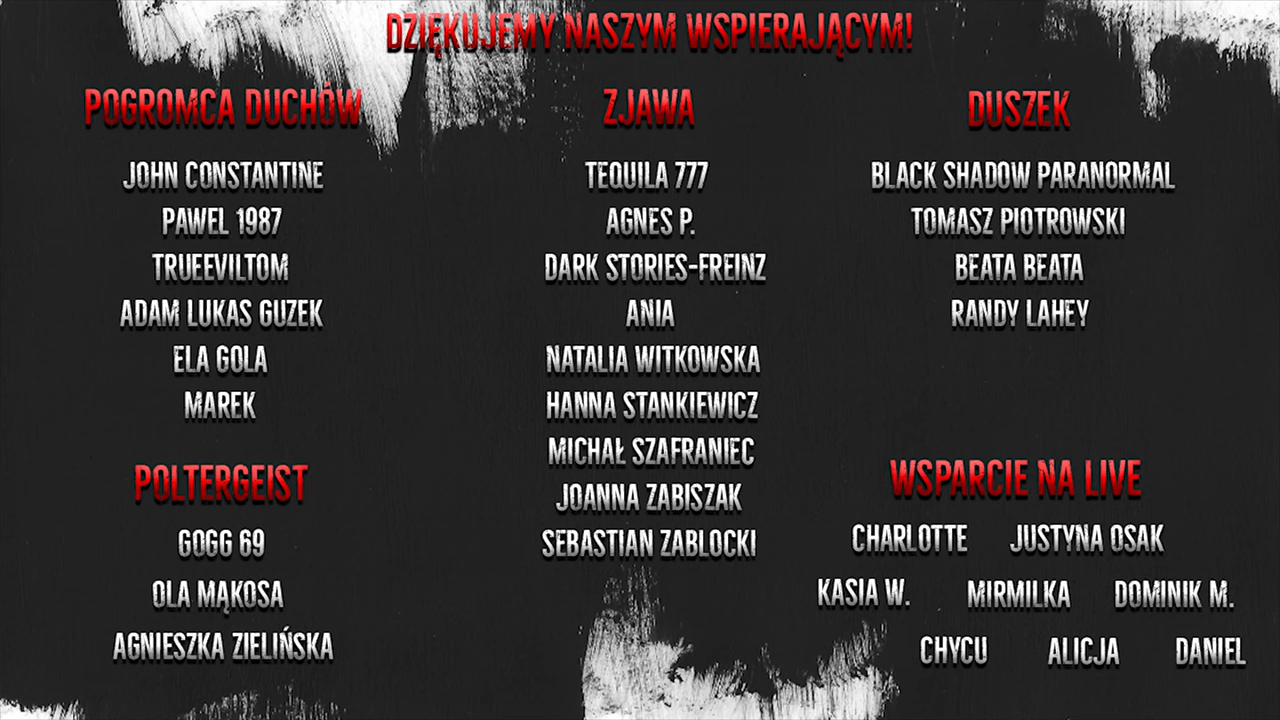 DZIĘKUJEMY NASZYM WSPIERAJĄCYM!
POGROMCA DUCHÓW
JOHN CONSTANTINE
PAWEL 1987
TRUEEVILTOM
ADAM LUKAS GUZEK
ELA GOLA
MAREK
POLTERGEIST
GOGG 69
OLA MĄKOSA
AGNIESZKA ZIELIŃSKA
ZJAWA
TEQUILA 777
AGNES P.
DARK STORIES-FREINZ
ANIA
NATALIA WITKOWSKA
HANNA STANKIEWICZ
MICHAŁ SZAFRANIEC
JOANNA ZABISZAK
SEBASTIAN ZABLOCKI
DUSZEK
BLACK SHADOW PARANORMAL
TOMASZ PIOTROWSKI
BEATA BEATA
RANDY LAHEY
WSPARCIE NA LIVE
CHARLOTTE JUSTYNA OSAK
KASIA W. MIRMILKA DOMINIK M.
CHYCU ALICJA DANIEL